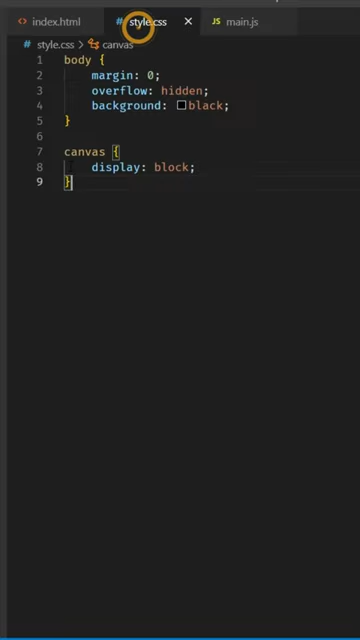 index.html
style.css
main.js
style.css > canvas
1 body {
2 margin: 0;
3 overflow: hidden;
4 background: black;
5 }
6
7 canvas {
8 display: block;
9 }